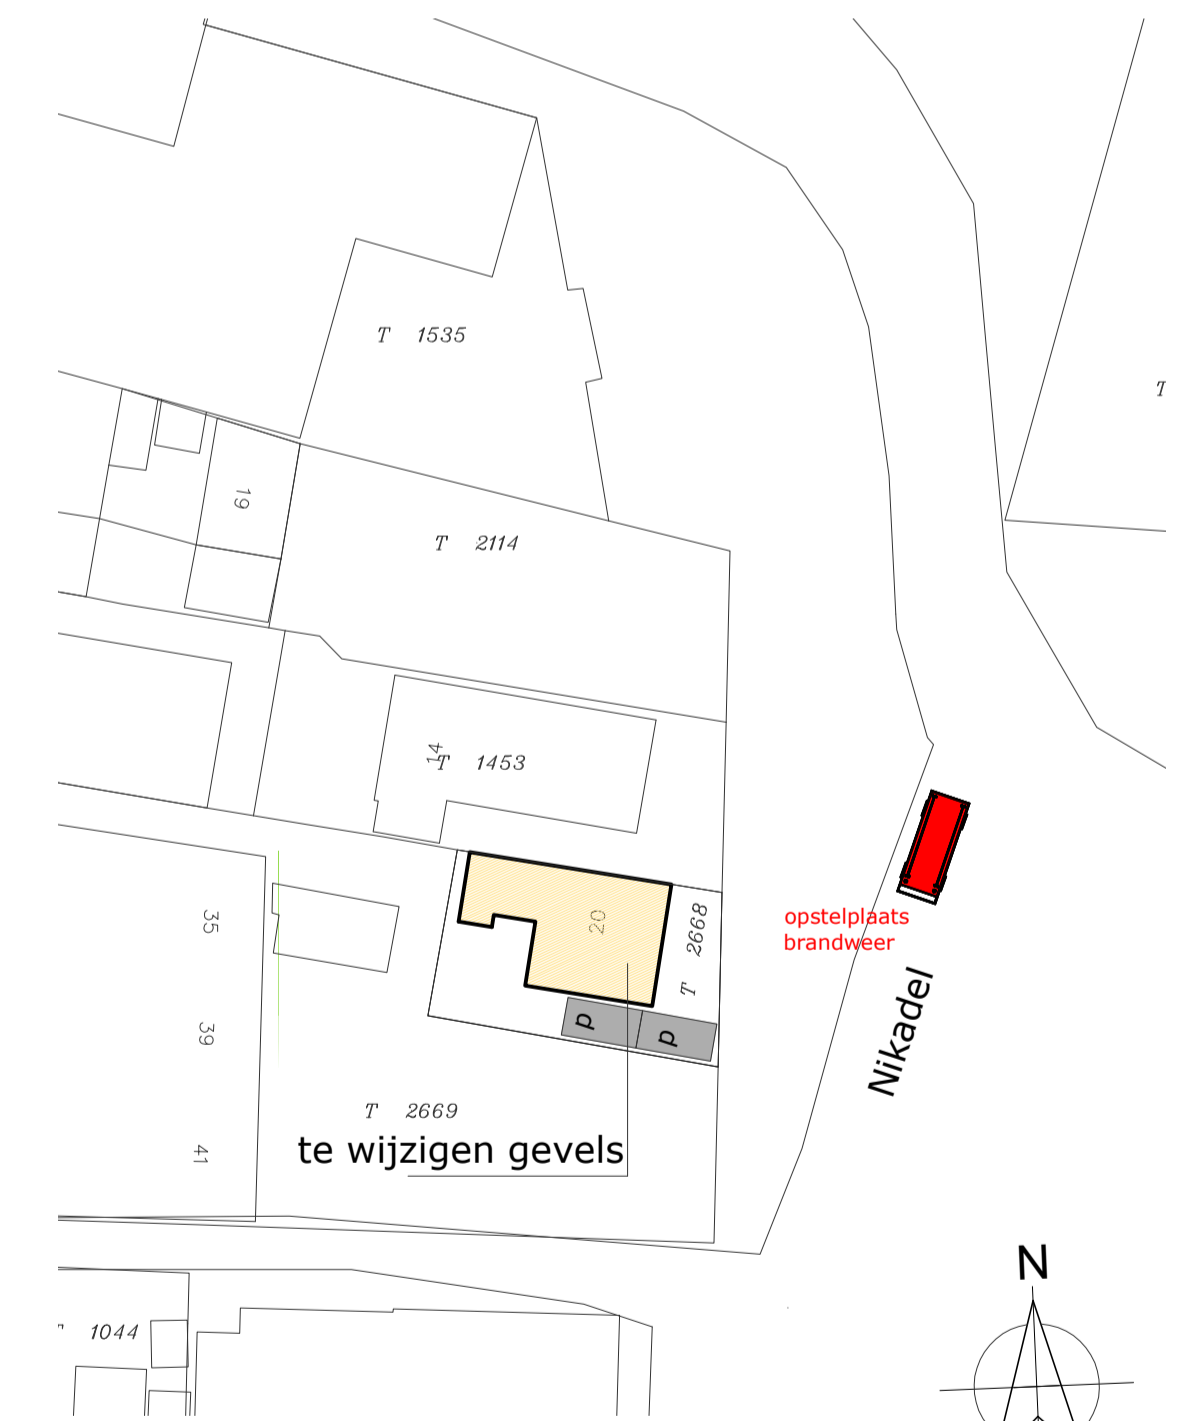 T 1535
T
19
T 2114
14
T 1453
20
T 2668
35
opstelplaats
brandweer
Nikadel
p
p
39
T 2669
41
te wijzigen gevels
N
1044